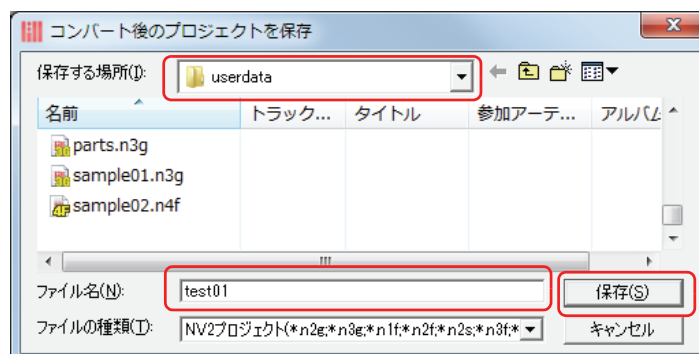 コンバート後のプロジェクトを保存
保存する場所(I): userdata
名前 トラック... タイトル 参加アーテ... アルバム
parts.n3g
sample01.n3g
sample02.n4f
ファイル名(N): test01 保存(S)
ファイルの種類(T): NV2プロジェクト(*n2g;*n3g;*n1f;*n2f;*n2s;*n3f;* キャンセル